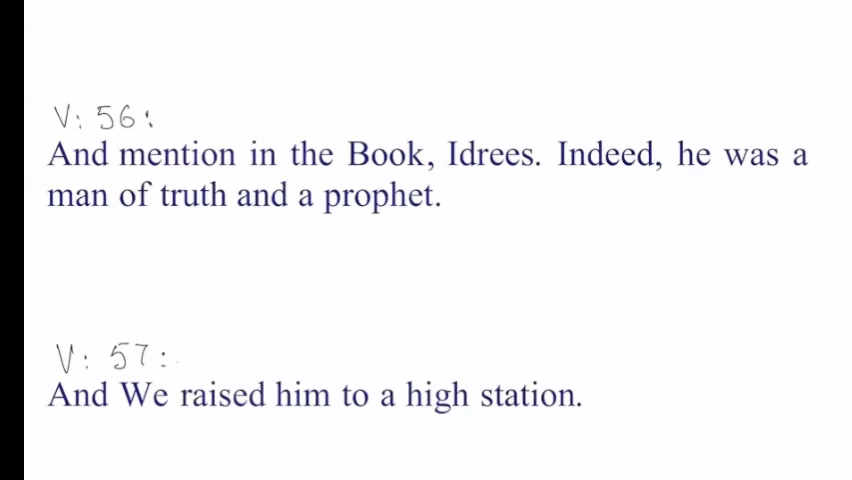 V: 56:
And mention in the Book, Idrees. Indeed, he was a
man of truth and a prophet.
V: 57:
And We raised him to a high station.